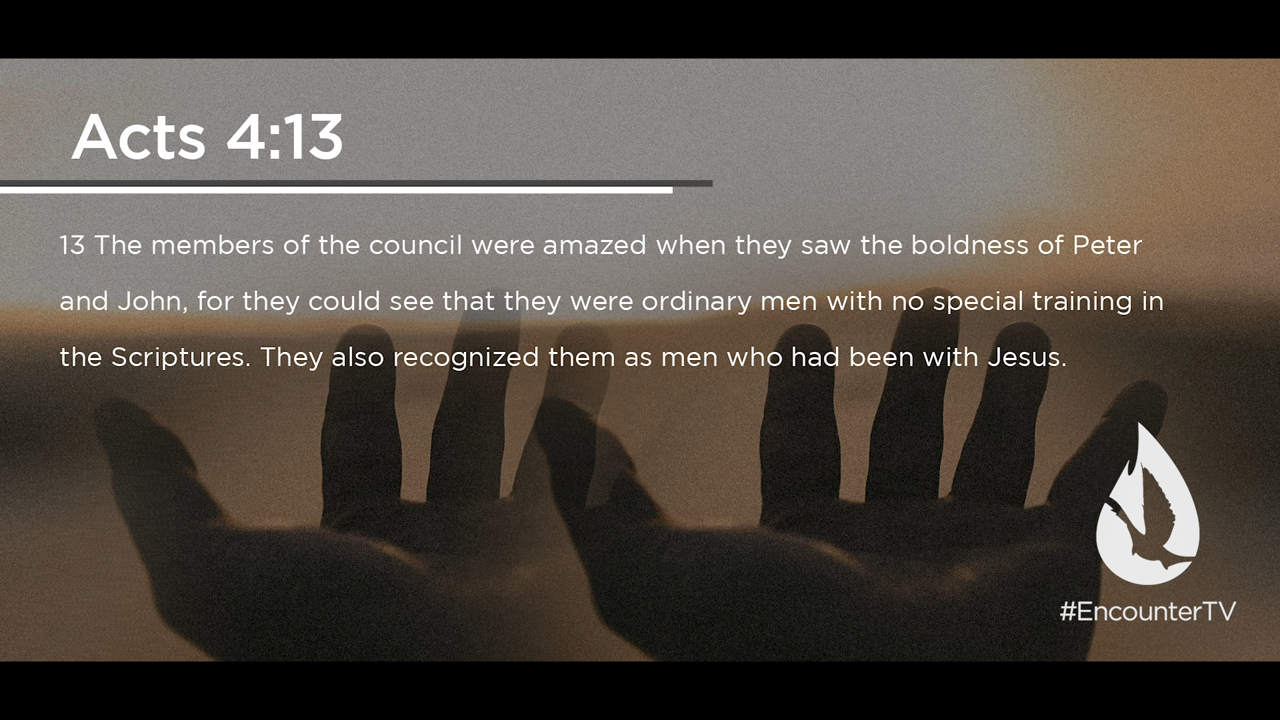 Acts 4:13
13 The members of the council were amazed when they saw the boldness of Peter
and John, for they could see that they were ordinary men with no special training in
the Scriptures. They also recognized them as men who had been with Jesus.
#EncounterTV